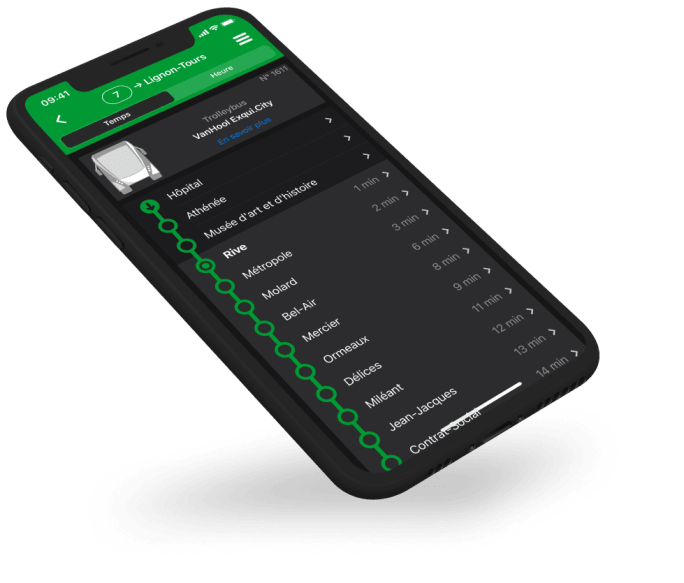 09:41
7 → Lignon-Tours
Temps
Heure
N° 1611
Trolleybus
VanHool Exqui.City
En savoir plus
Hôpital
Athénée
Musée d'art et d'histoire
Rive
Métropole 1 min
Molard 2 min
Bel-Air 3 min
Mercier 6 min
Ormeaux 8 min
Délices 9 min
Miléant 11 min
Jean-Jacques 12 min
Contrat-Social 13 min
14 min